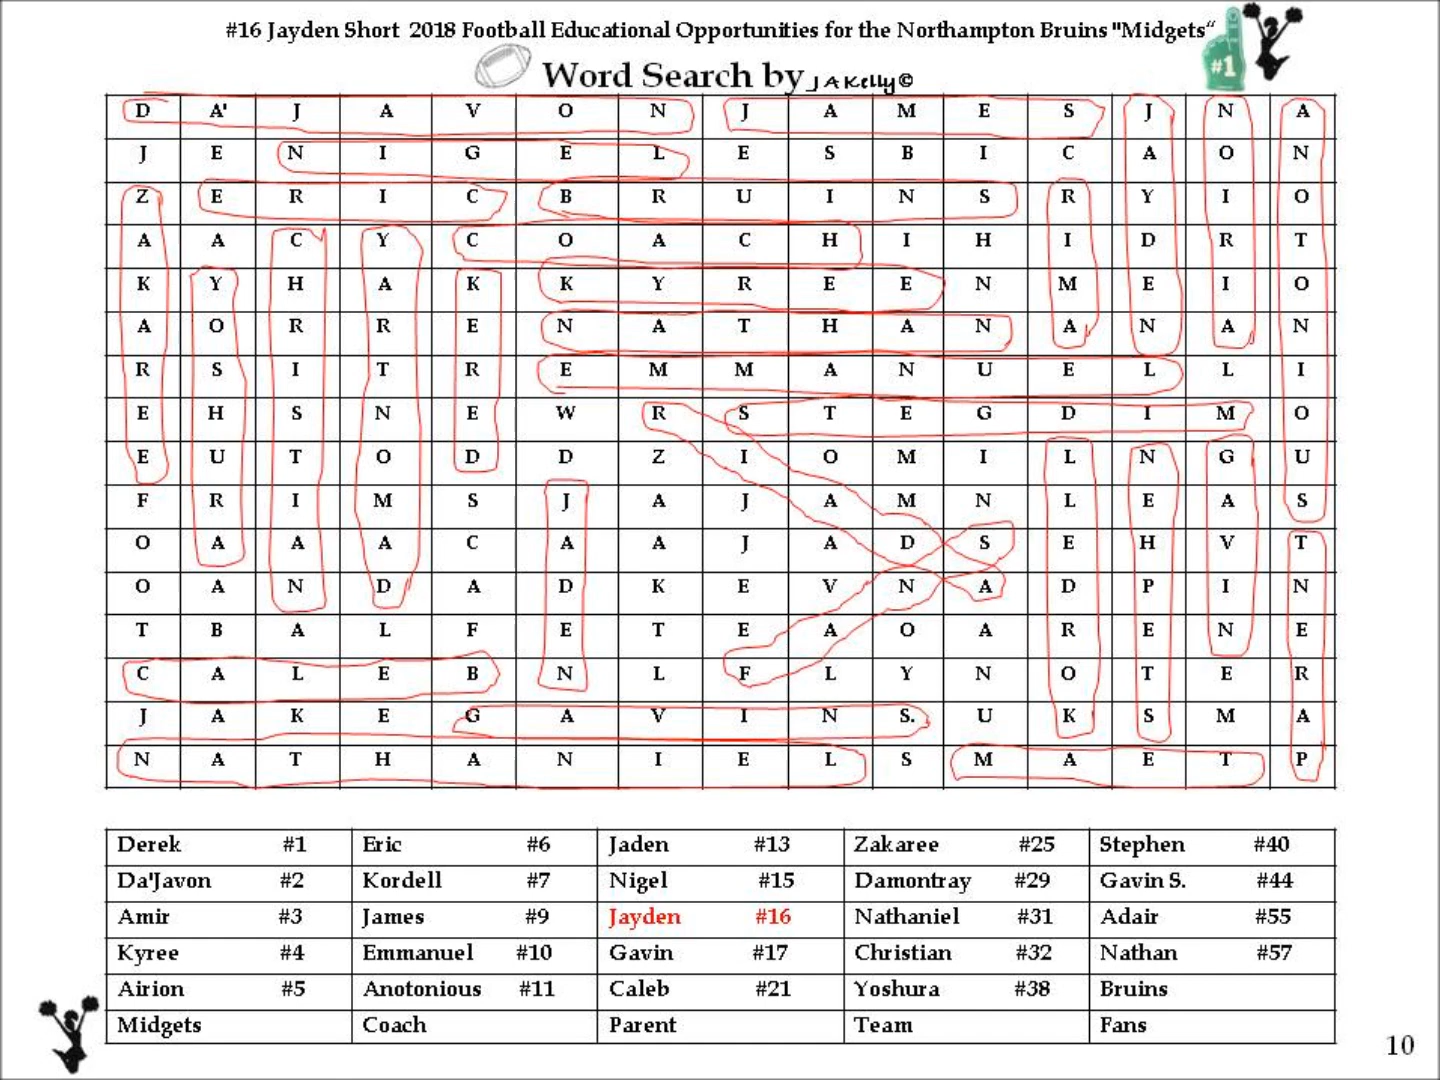 #16 Jayden Short 2018 Football Educational Opportunities for the Northampton Bruins "Midgets“
#1
Word Search by J A Kelly©
D A' J A V O N J A M E S J N A
J E N I G E L E S B I C A O N
Z E R I C B R U I N S R Y I O
A A C Y C O A C H I H I D R T
K Y H A K K Y R E E N M E I O
A O R R E N A T H A N A N A N
R S I T R E M M A N U E L L I
E H S N E W R S T E G D I M O
E U T O D D Z I O M I L N G U
F R I M S J A J A M N L E A S
O A A A C A A J A D S E H V T
O A N D A D K E V N A D P I N
T B A L F E T E A O A R E N E
C A L E B N L F L Y N O T E R
J A K E G A V I N S. U K S M A
N A T H A N I E L S M A E T P
Derek #1 Eric #6 Jaden #13 Zakaree #25 Stephen #40
Da'Javon #2 Kordell #7 Nigel #15 Damontray #29 Gavin S. #44
Amir #3 James #9 Jayden #16 Nathaniel #31 Adair #55
Kyree #4 Emmanuel #10 Gavin #17 Christian #32 Nathan #57
Airion #5 Anotonious #11 Caleb #21 Yoshura #38 Bruins
Midgets Coach Parent Team Fans
10